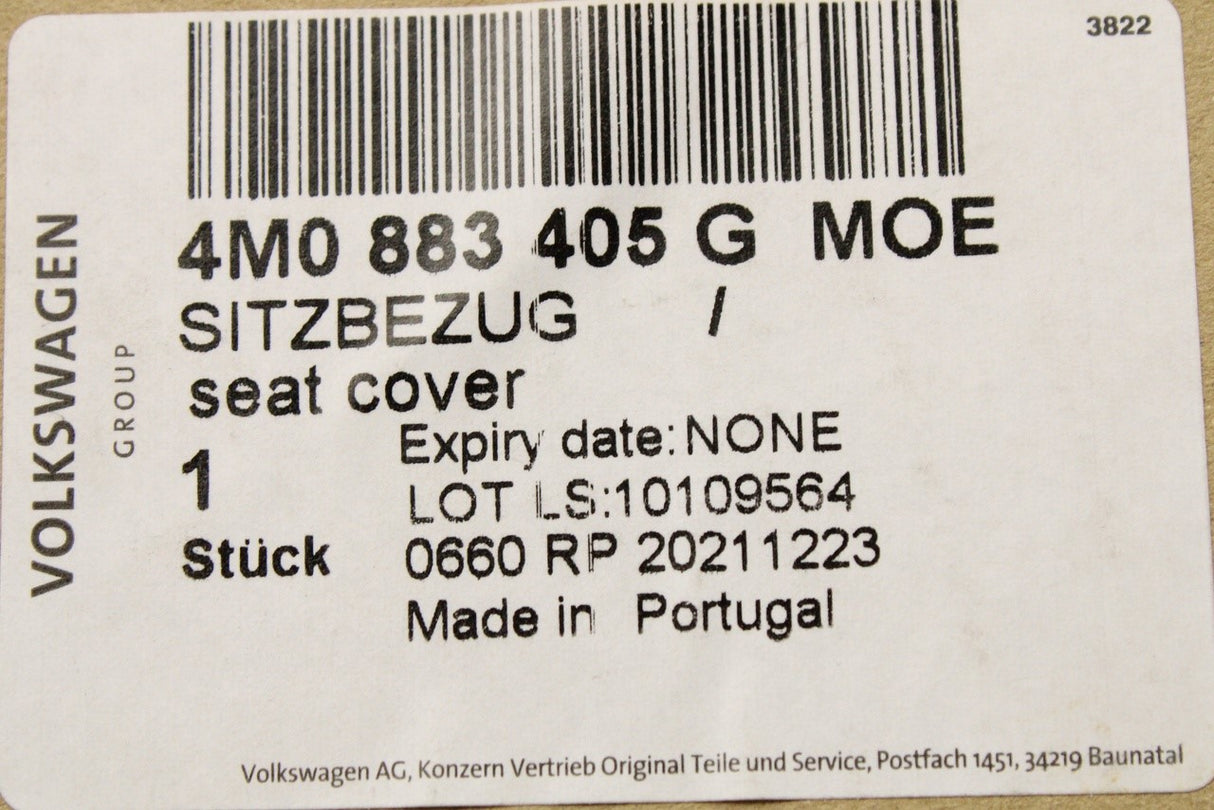 3822
VOLKSWAGEN
GROUP
4M0 883 405 G MOE
SITZBEZUG /
seat cover
Expiry date: NONE
1
LOT LS:10109564
Stück 0660 RP 20211223
Made in Portugal
Volkswagen AG, Konzern Vertrieb Original Teile und Service, Postfach 1451, 34219 Baunatal